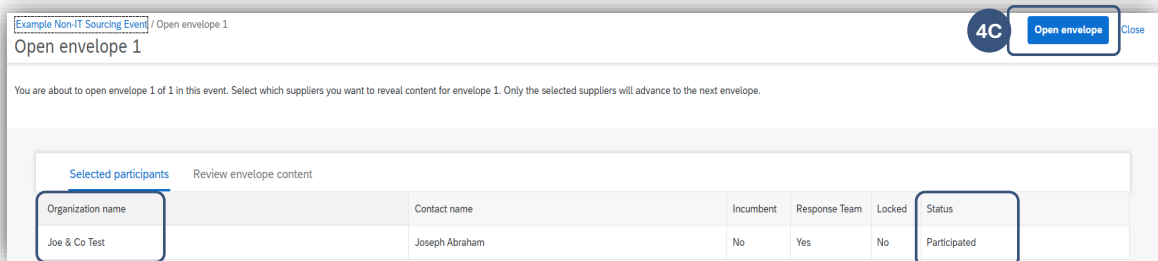 Example Non-IT Sourcing Event / Open envelope 1
Open envelope 1
4C
Open envelope
Close
You are about to open envelope 1 of 1 in this event. Select which suppliers you want to reveal content for envelope 1. Only the selected suppliers will advance to the next envelope.
Selected participants Review envelope content
Organization name Contact name Incumbent Response Team Locked Status
Joe & Co Test Joseph Abraham No Yes No Participated